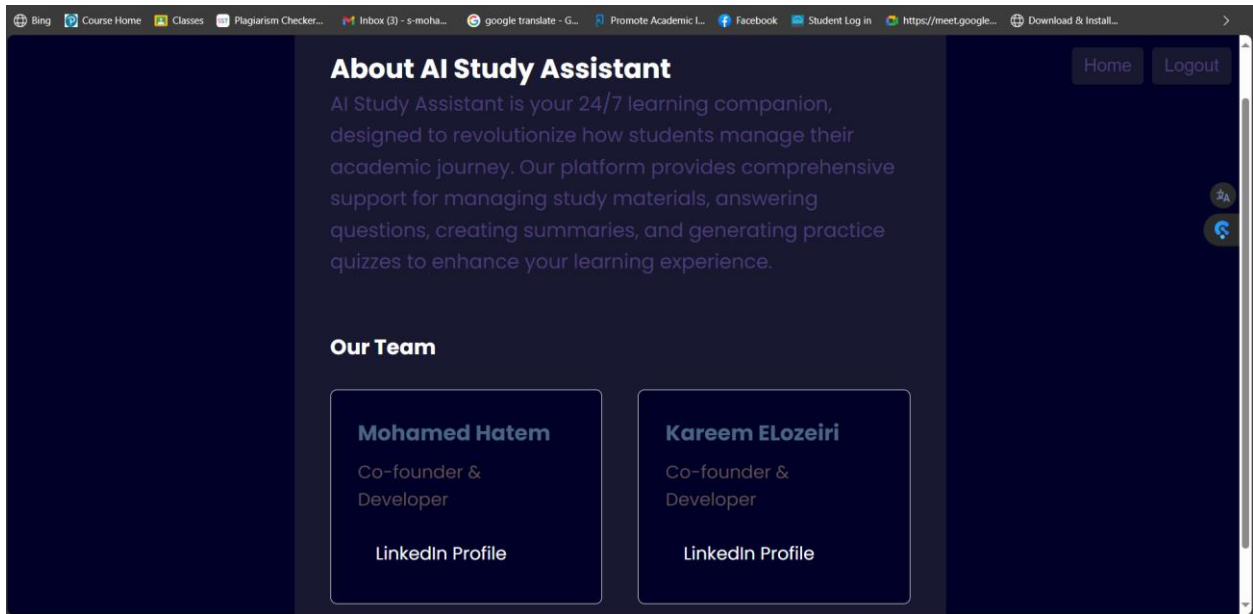 Bing Course Home Classes Plagiarism Checker... Inbox (3) - s-moha... google translate - G... Promote Academic I... Facebook Student Log in https://meet.google... Download & Install...
Home Logout
About AI Study Assistant
AI Study Assistant is your 24/7 learning companion,
designed to revolutionize how students manage their
academic journey. Our platform provides comprehensive
support for managing study materials, answering
questions, creating summaries, and generating practice
quizzes to enhance your learning experience.
Our Team
Mohamed Hatem
Co-founder &
Developer
LinkedIn Profile
Kareem ELozeiri
Co-founder &
Developer
LinkedIn Profile